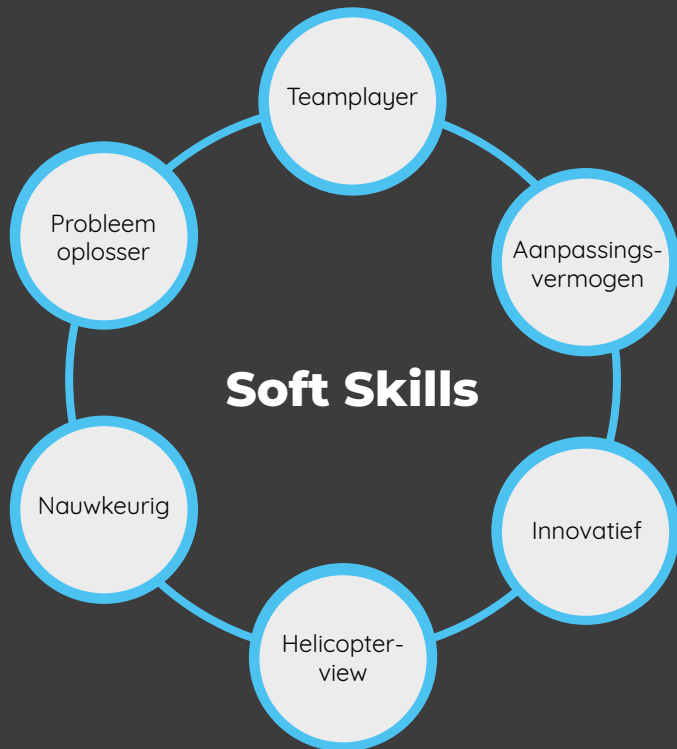 Teamplayer
Probleem
oplosser
Aanpassings-
vermogen
Soft Skills
Nauwkeurig
Innovatief
Helicopter-
view